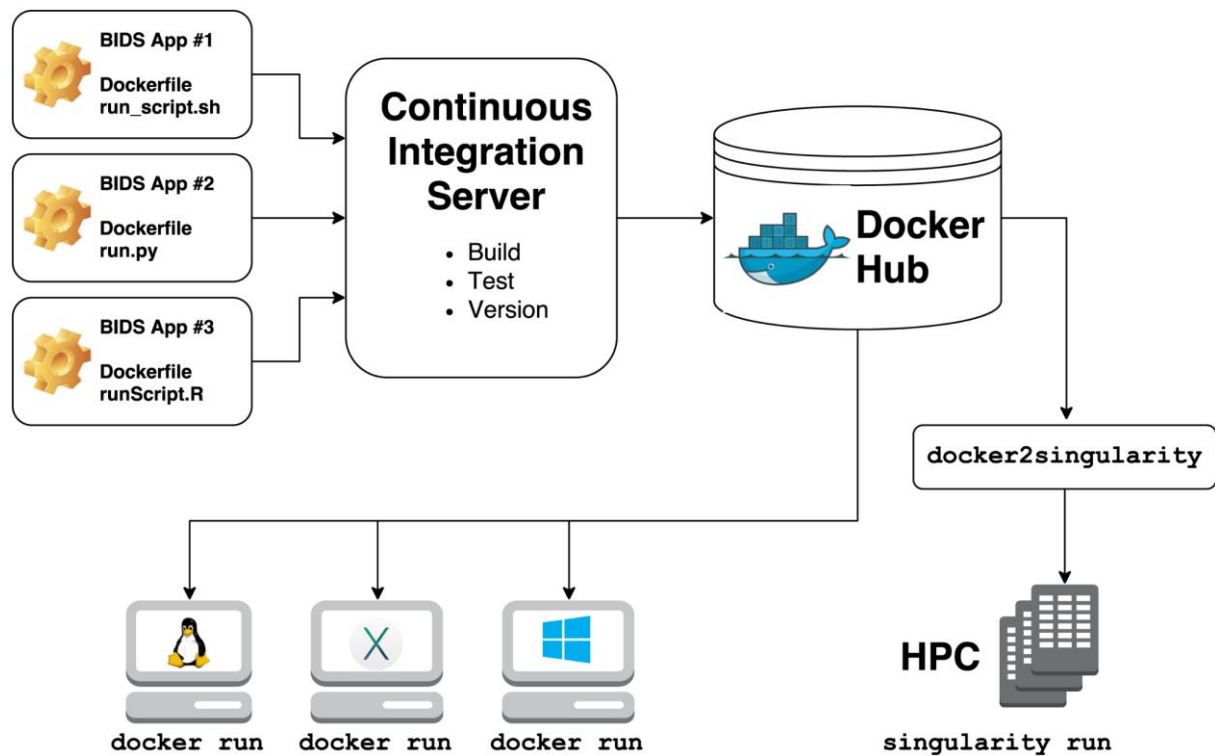 BIDS App #1
Dockerfile
run_script.sh
BIDS App #2
Dockerfile
run.py
BIDS App #3
Dockerfile
runScript.R
Continuous
Integration
Server
• Build
• Test
• Version
Docker
Hub
docker2singularity
X
HPC
docker run
docker run
docker run
singularity run